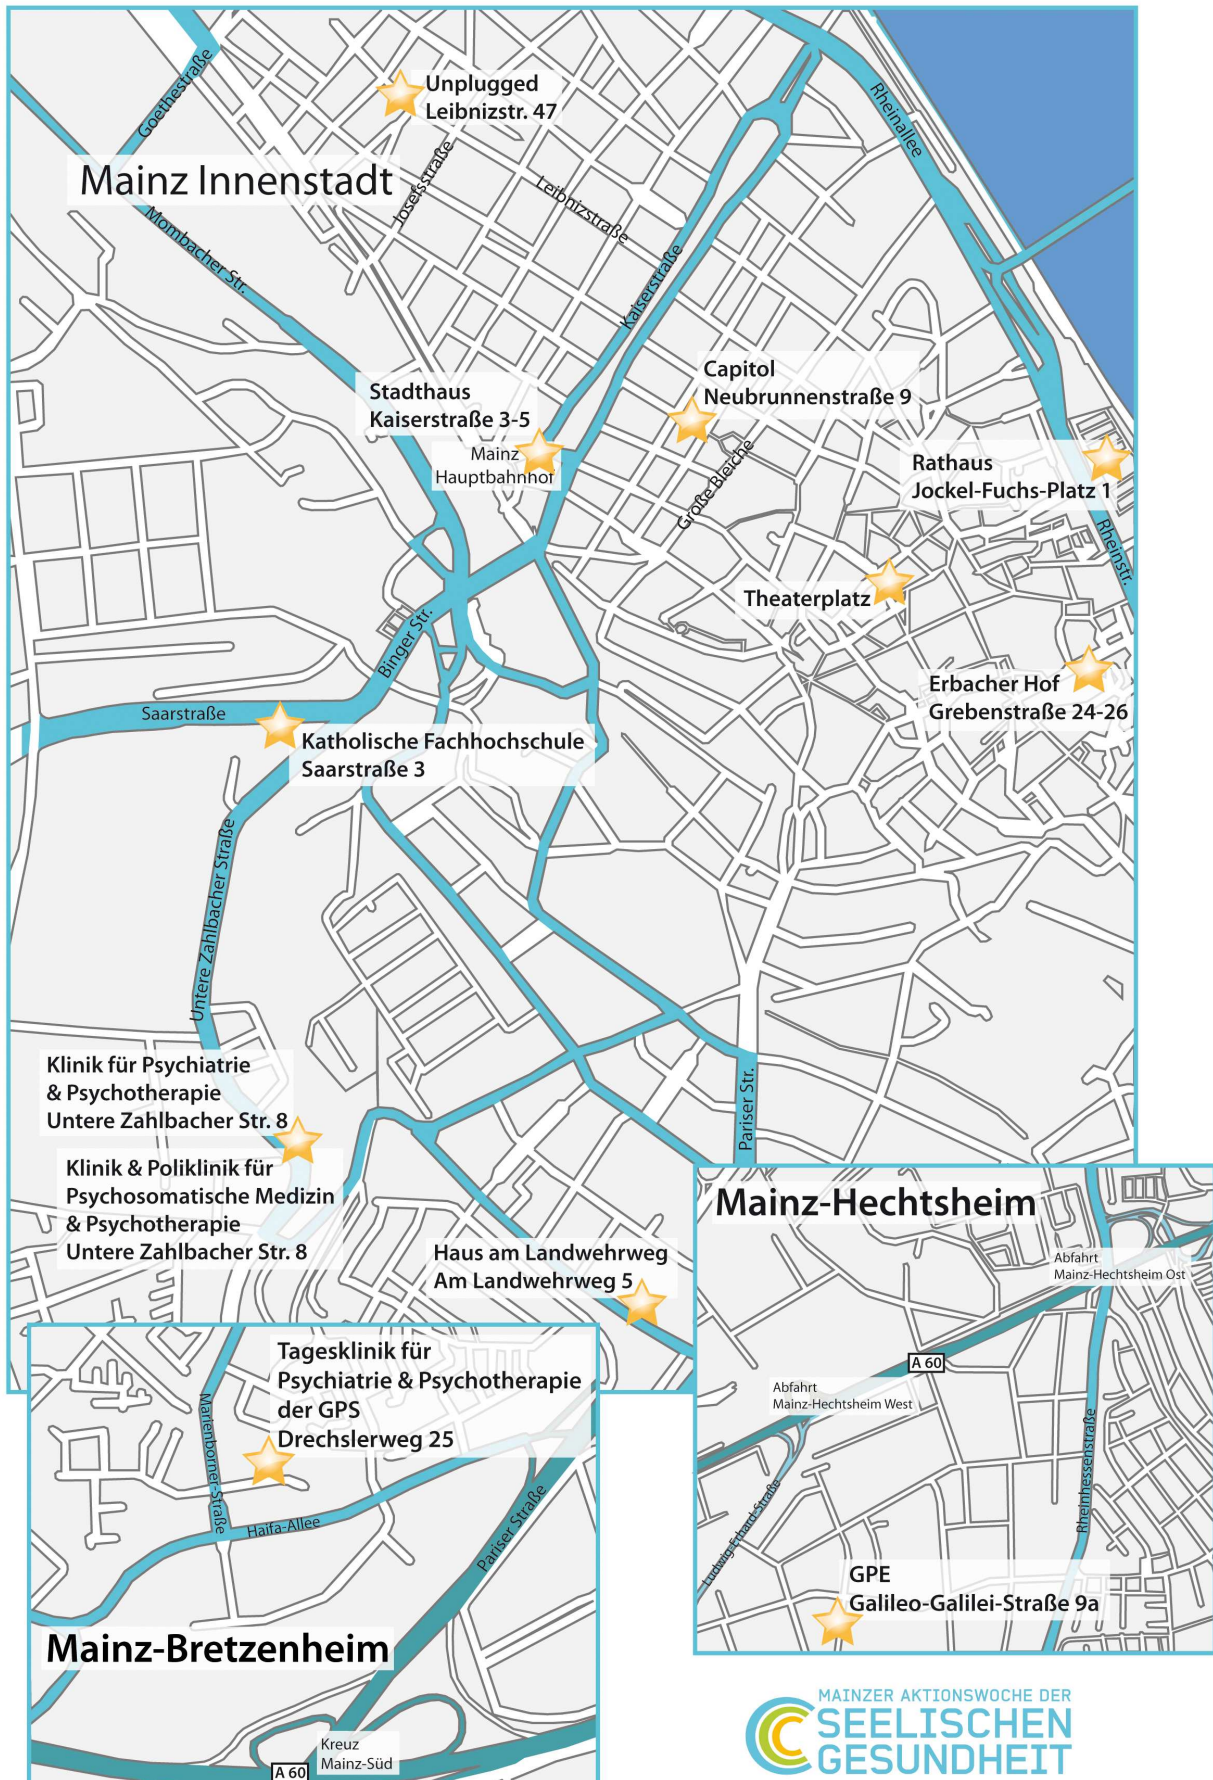 Unplugged
Leibnizstr. 47
Goethestraße
Rheinallee
Mainz Innenstadt
Josefsstraße
Leibnizstraße
Mombacher Str.
Kaiserstraße
Capitol
Neubrunnenstraße 9
Stadthaus
Kaiserstraße 3-5
Mainz
Hauptbahnhof
Große Bleiche
Rathaus
Jockel-Fuchs-Platz 1
Rheinstr.
Theaterplatz
Binger Str.
Erbacher Hof
Grebenstraße 24-26
Saarstraße
Katholische Fachhochschule
Saarstraße 3
Untere Zahlbacher Straße
Klinik für Psychiatrie
& Psychotherapie
Untere Zahlbacher Str. 8
Pariser Str.
Klinik & Poliklinik für
Psychosomatische Medizin
& Psychotherapie
Untere Zahlbacher Str. 8
Haus am Landwehrweg
Am Landwehrweg 5
Mainz-Hechtsheim
Abfahrt
Mainz-Hechtsheim Ost
A 60
Abfahrt
Mainz-Hechtsheim West
Rheinhessenstraße
Ludwig-Erhard-Straße
GPE
Galileo-Galilei-Straße 9a
Tagesklinik für
Psychiatrie & Psychotherapie
der GPS
Drechslerweg 25
Marienborner-Straße
Haifa-Allee
Pariser Straße
Mainz-Bretzenheim
Kreuz
Mainz-Süd
A 60
MAINZER AKTIONSWOCHE DER
SEELISCHEN
GESUNDHEIT